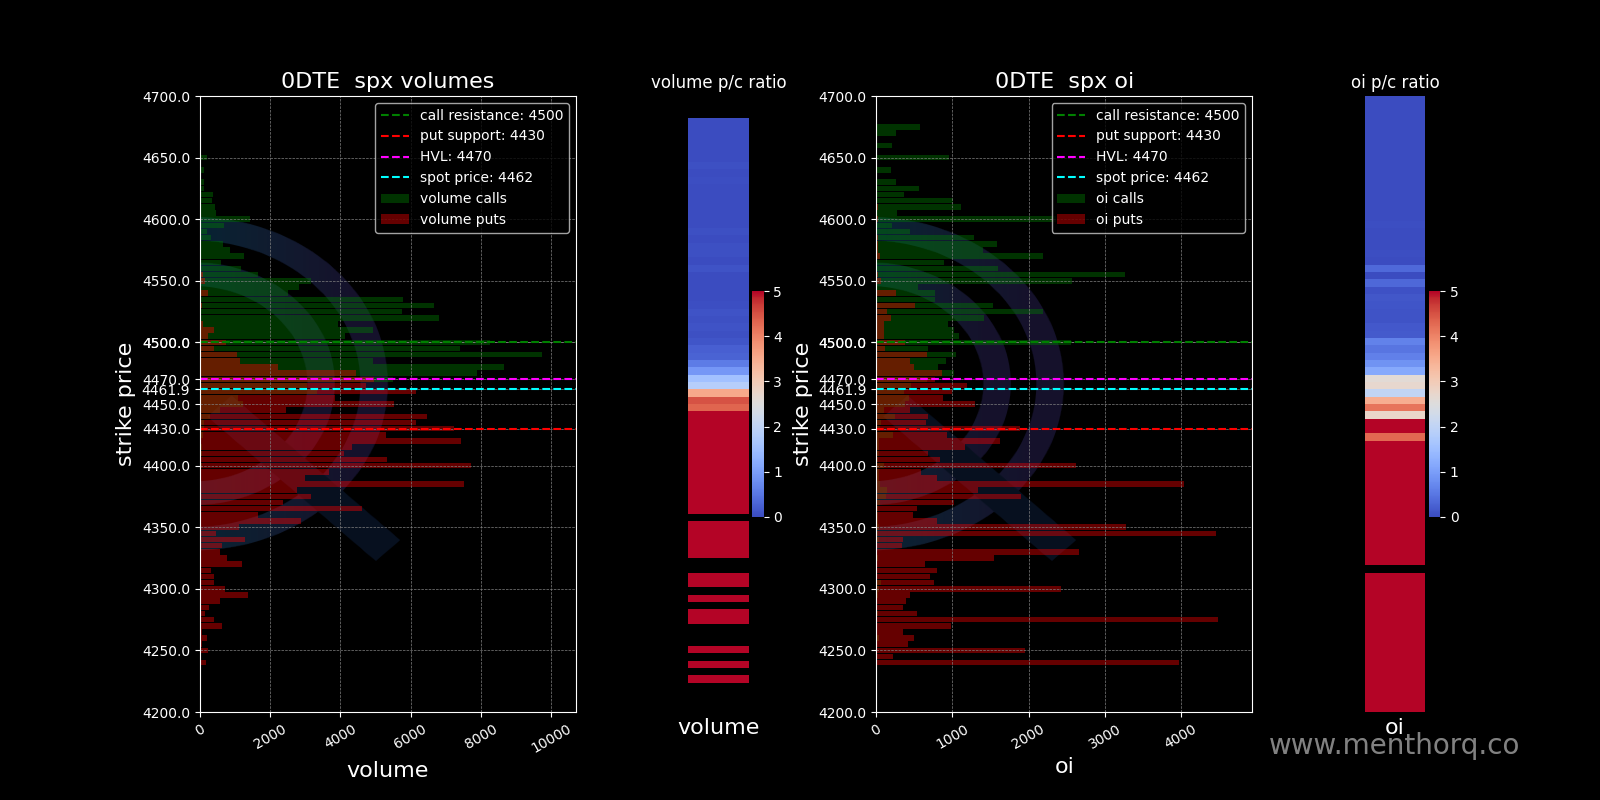 0DTE  spx volumes
volume p/c ratio
0DTE  spx oi
oi p/c ratio
call resistance: 4500
put support: 4430
HVL: 4470
spot price: 4462
volume calls
volume puts
4700.0
4650.0
4600.0
4550.0
4500.0
4470.0
4461.9
4450.0
4430.0
4400.0
4350.0
4300.0
4250.0
4200.0
strike price
0
2000
4000
6000
8000
10000
volume
5
4
3
2
1
0
volume
call resistance: 4500
put support: 4430
HVL: 4470
spot price: 4462
oi calls
oi puts
4700.0
4650.0
4600.0
4550.0
4500.0
4470.0
4461.9
4450.0
4430.0
4400.0
4350.0
4300.0
4250.0
4200.0
strike price
0
1000
2000
3000
4000
oi
5
4
3
2
1
0
oi
www.menthorq.co